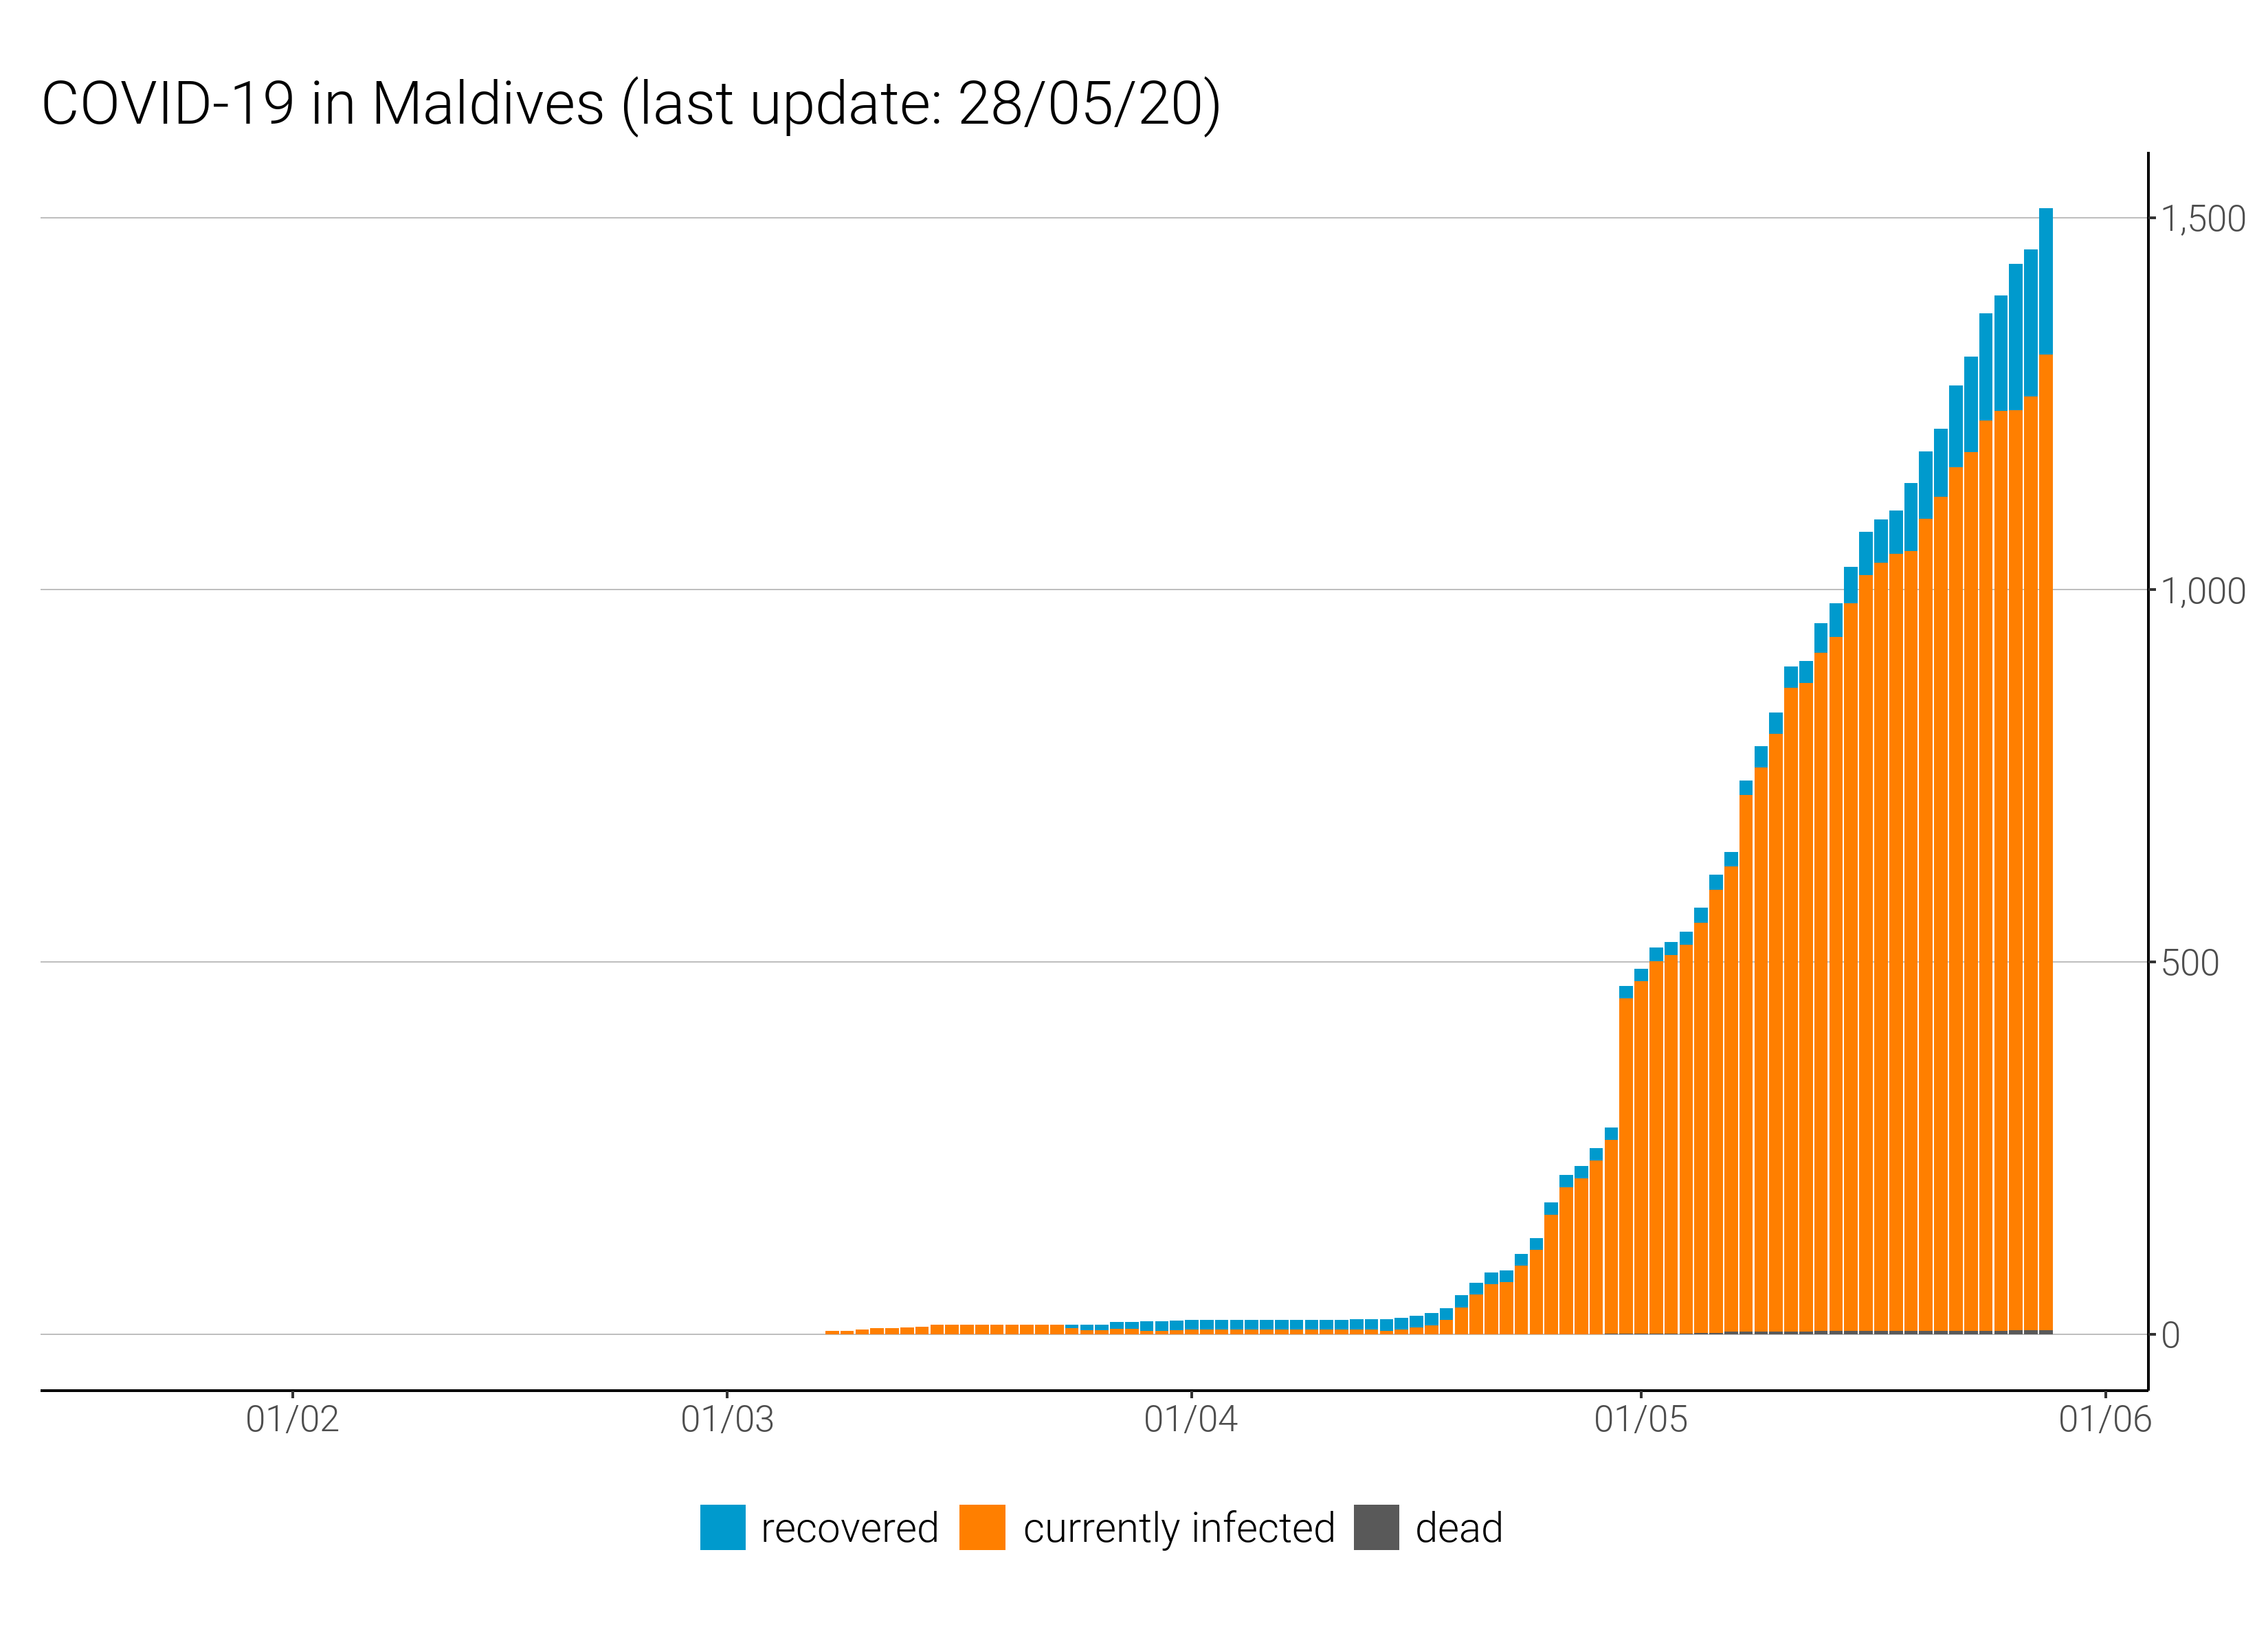 COVID-19 in Maldives (last update: 28/05/20)
1,500
1,000
500
0
01/02 01/03 01/04 01/05 01/06
recovered currently infected dead